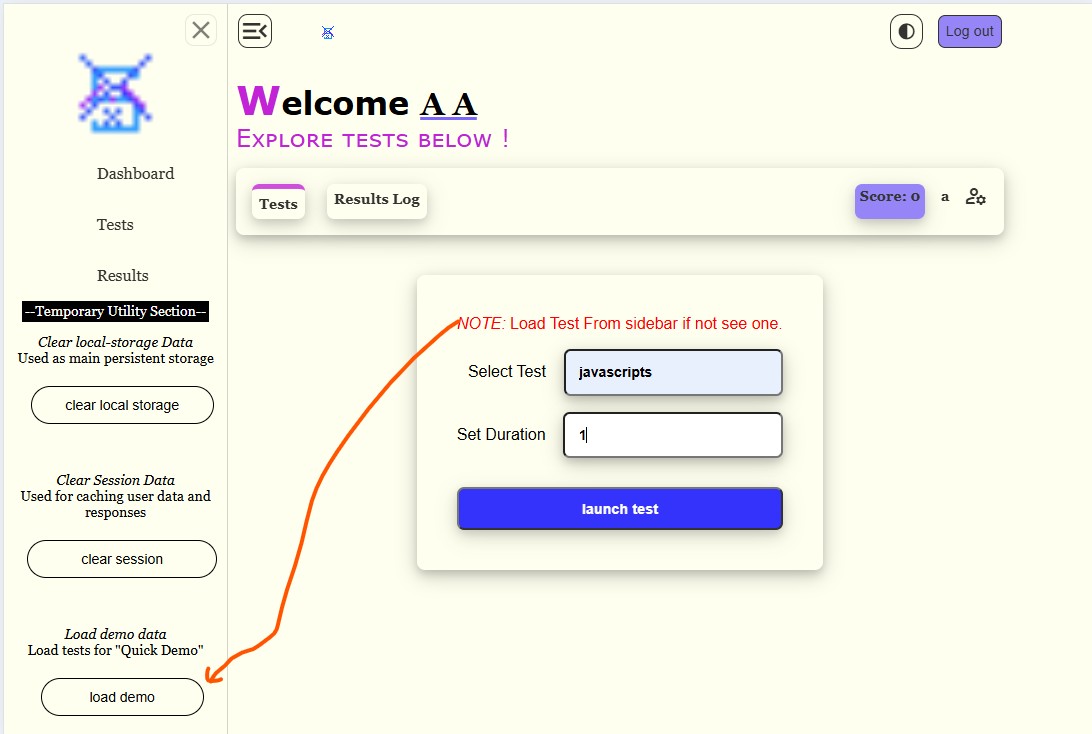 Log out
Welcome A A
EXPLORE TESTS BELOW !
Dashboard
Tests
Results
--Temporary Utility Section--
Clear local-storage Data
Used as main persistent storage
clear local storage
Clear Session Data
Used for caching user data and
responses
clear session
Load demo data
Load tests for "Quick Demo"
load demo
Tests
Results Log
Score: 0
a
NOTE: Load Test From sidebar if not see one.
Select Test
javascripts
Set Duration
1
launch test